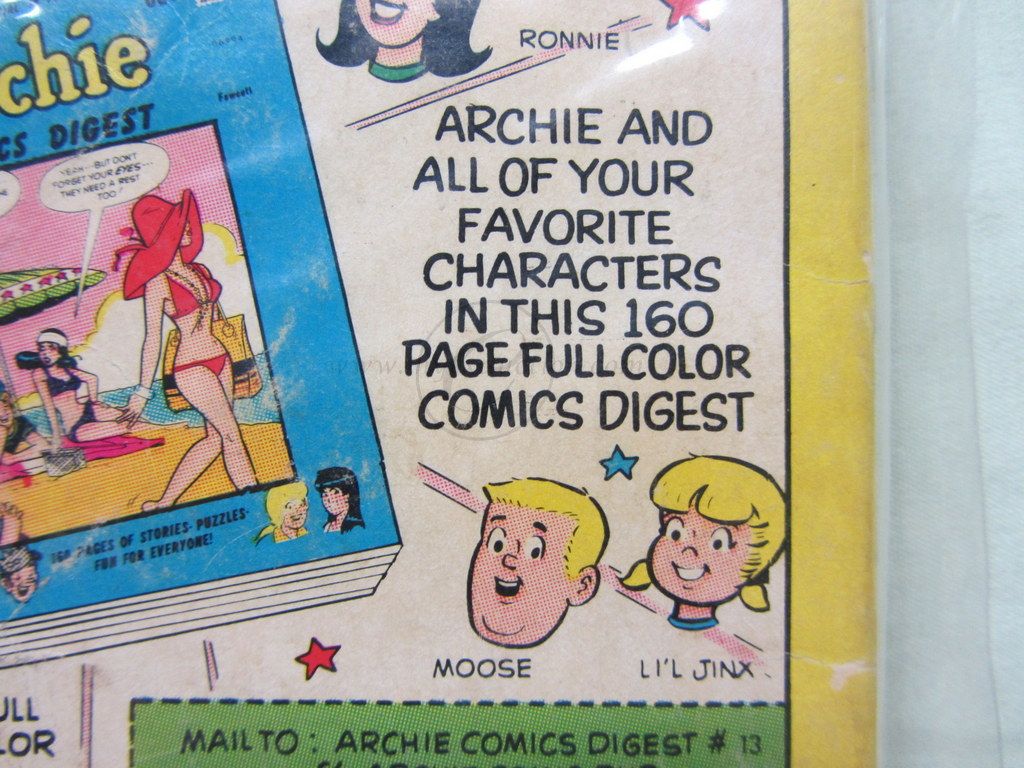 RONNIE
chie
Fawcett
CS DIGEST
YEAH---BUT DON'T
FORGET YOUR EYES---
THEY NEED A REST
TOO!
ARCHIE AND
ALL OF YOUR
FAVORITE
CHARACTERS
IN THIS 160
PAGE FULL COLOR
COMICS DIGEST
160 PAGES OF STORIES- PUZZLES-
FUN FOR EVERYONE!
MOOSE
LI'L JINX
ULL
LOR
MAIL TO : ARCHIE COMICS DIGEST # 13